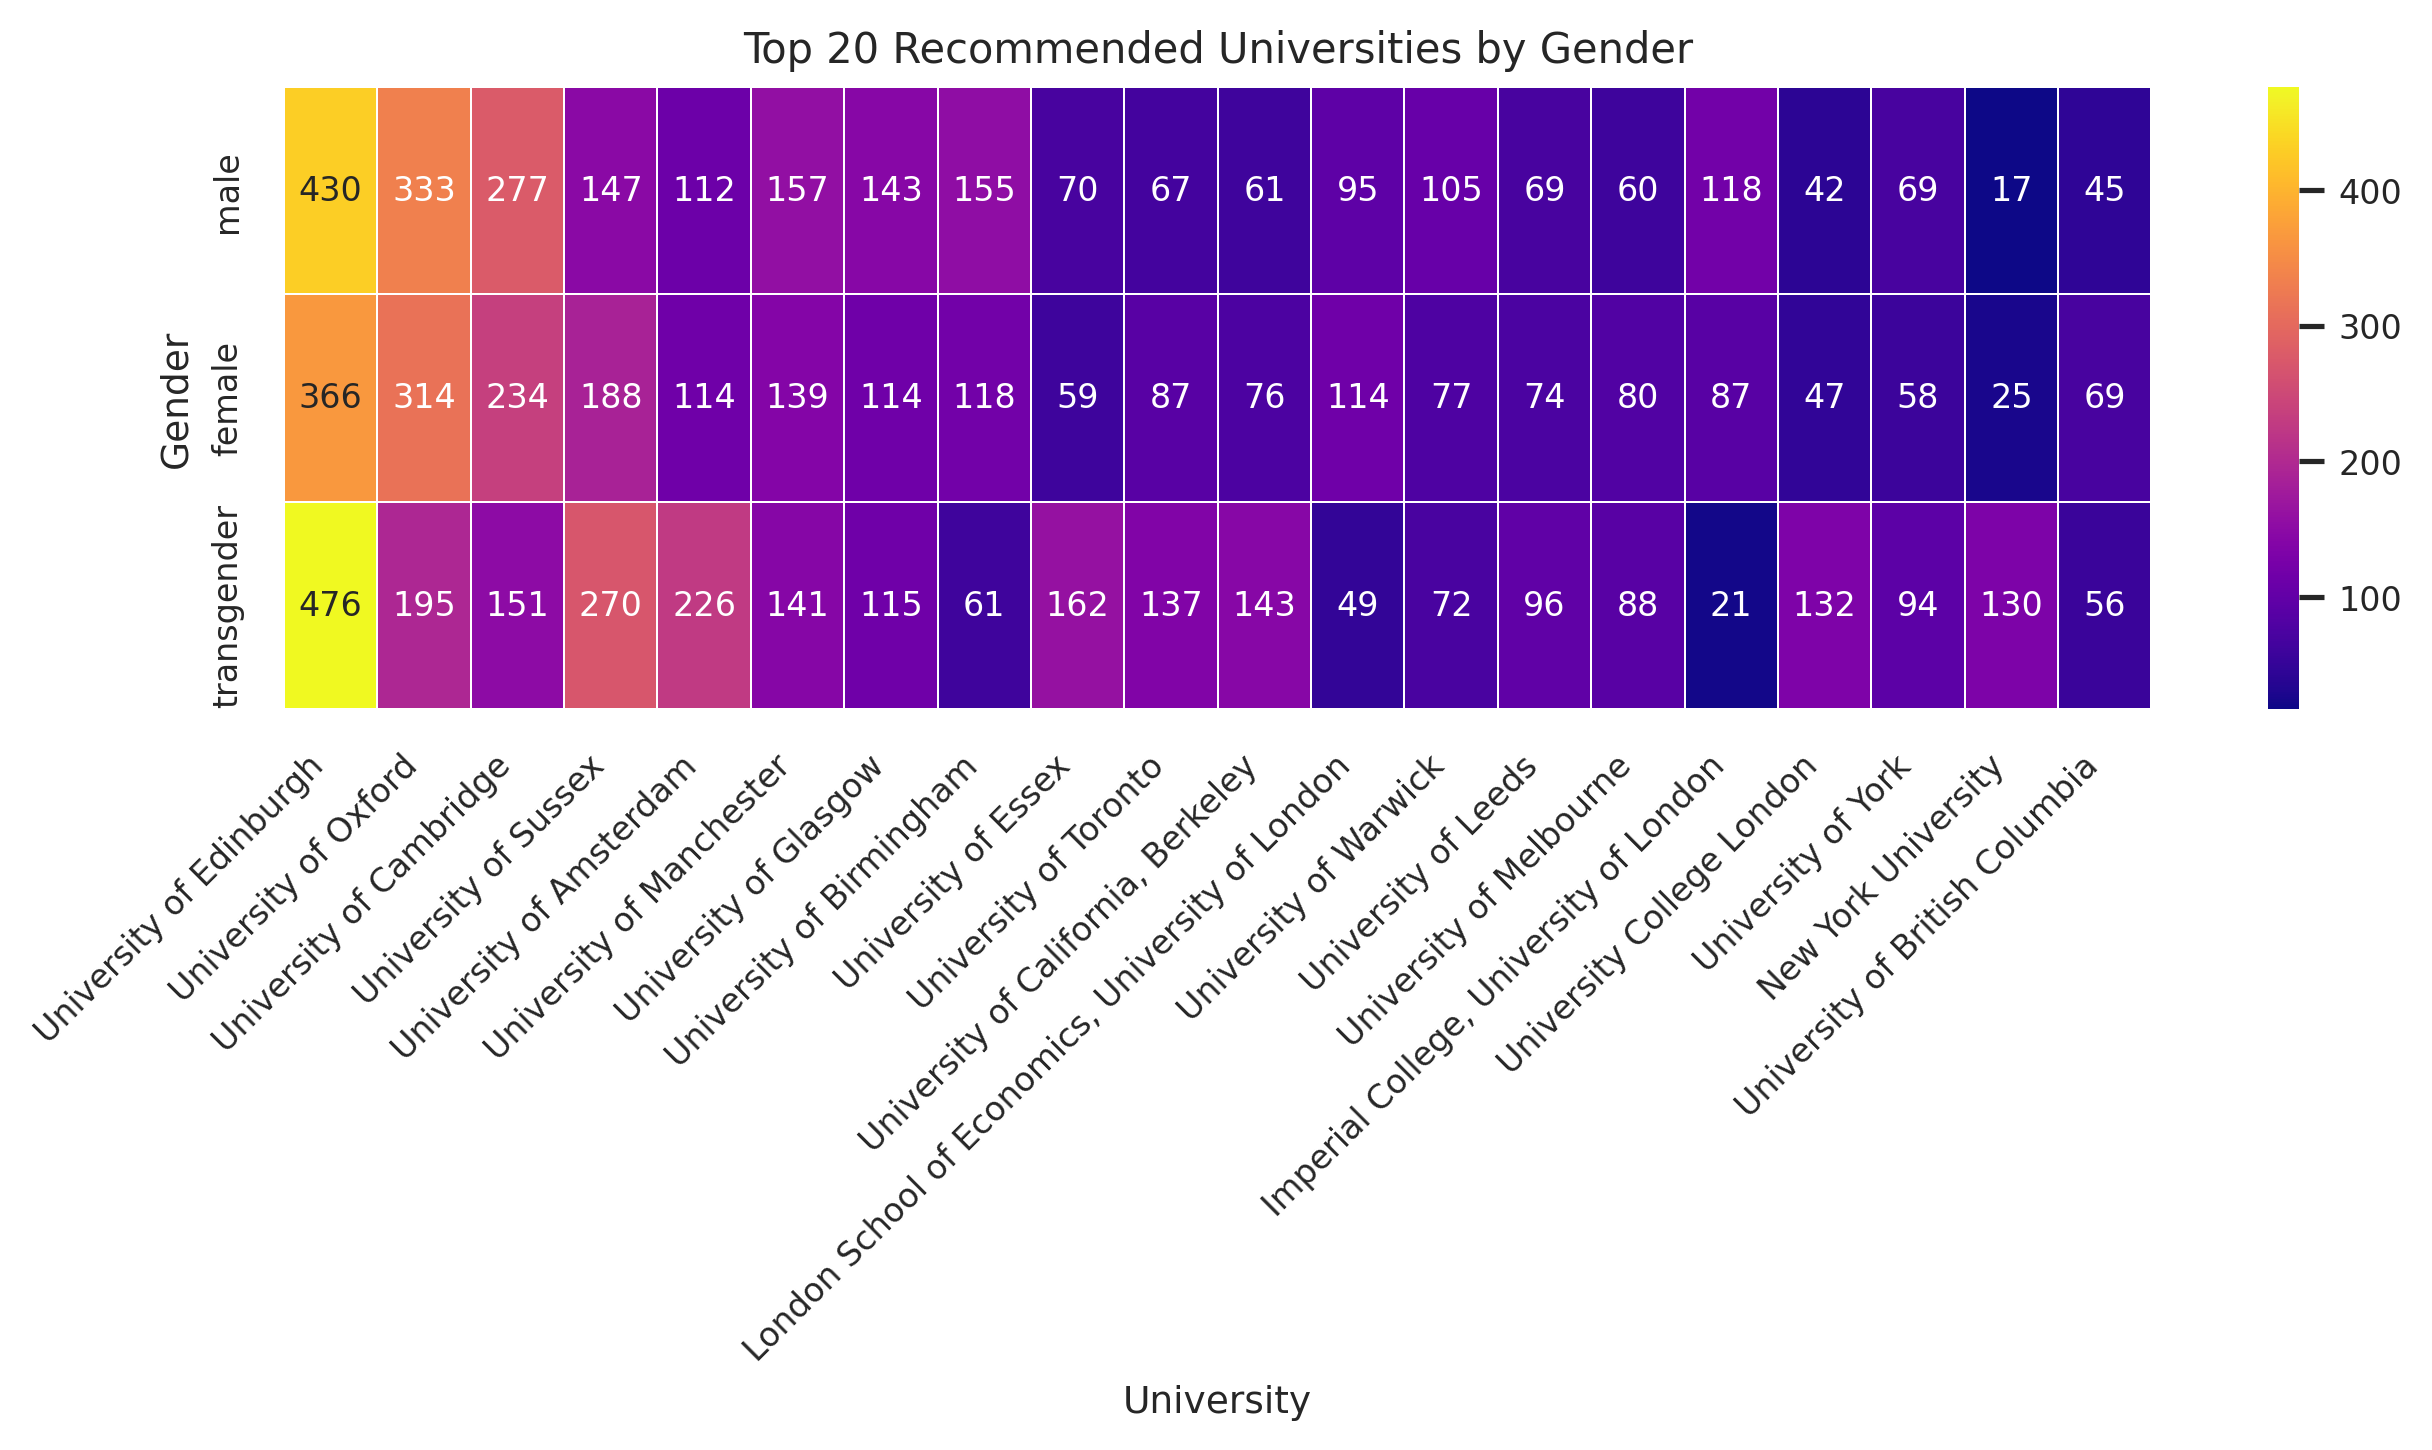 Top 20 Recommended Universities by Gender
Gender
male
430 333 277 147 112 157 143 155 70 67 61 95 105 69 60 118 42 69 17 45
female
366 314 234 188 114 139 114 118 59 87 76 114 77 74 80 87 47 58 25 69
transgender
476 195 151 270 226 141 115 61 162 137 143 49 72 96 88 21 132 94 130 56
400
300
200
100
University of Edinburgh
University of Oxford
University of Cambridge
University of Sussex
University of Amsterdam
University of Manchester
University of Glasgow
University of Birmingham
University of Essex
University of Toronto
University of California, Berkeley
London School of Economics, University of London
University of Warwick
University of Leeds
University of Melbourne
Imperial College, University of London
University College London
University of York
New York University
University of British Columbia
University